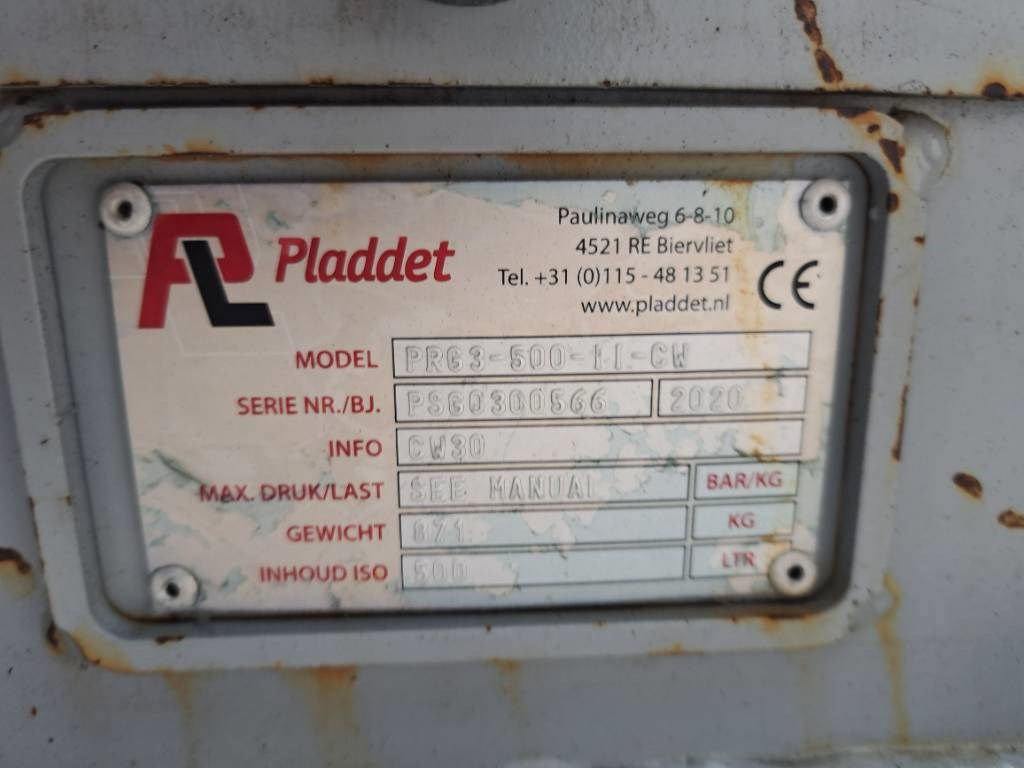 Pladdet
Paulinaweg 6-8-10
4521 RE Biervliet
Tel. +31 (0)115 - 48 13 51
www.pladdet.nl
CE
MODEL PRG3-500-II-CW
SERIE NR./BJ. PSG0300566 2020
INFO CW30
MAX. DRUK/LAST SEE MANUAL BAR/KG
GEWICHT KG
INHOUD ISO 500 LTR